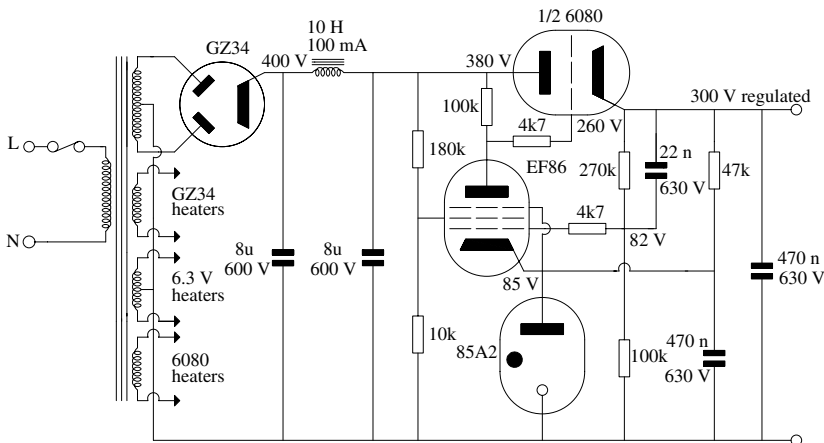 10 H
100 mA
1/2 6080
GZ34
400 V
380 V
300 V regulated
100k
4k7
260 V
L
180k
EF86
270k
22 n
630 V
47k
GZ34
heaters
4k7
N
82 V
8u
600 V
8u
600 V
85 V
470 n
630 V
6.3 V
heaters
10k
85A2
100k
470 n
630 V
6080
heaters